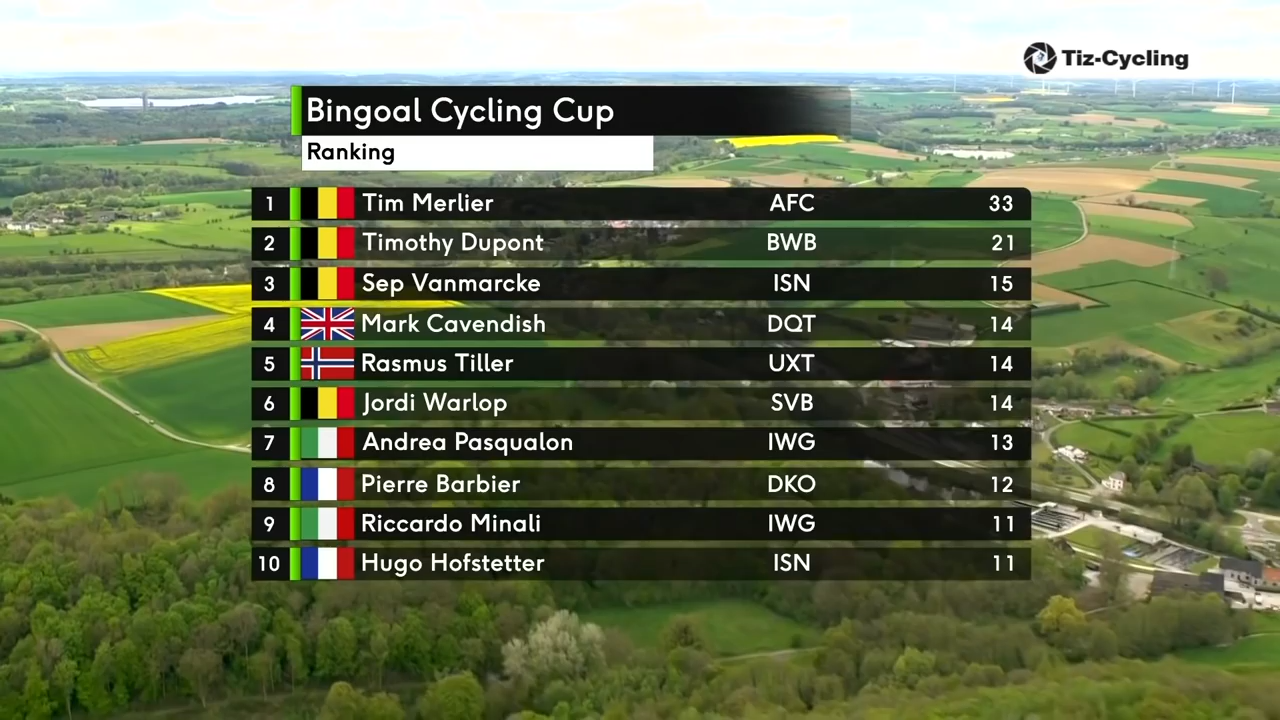 Tiz-Cycling
Bingoal Cycling Cup
Ranking
1 Tim Merlier AFC 33
2 Timothy Dupont BWB 21
3 Sep Vanmarcke ISN 15
4 Mark Cavendish DQT 14
5 Rasmus Tiller UXT 14
6 Jordi Warlop SVB 14
7 Andrea Pasqualon IWG 13
8 Pierre Barbier DKO 12
9 Riccardo Minali IWG 11
10 Hugo Hofstetter ISN 11